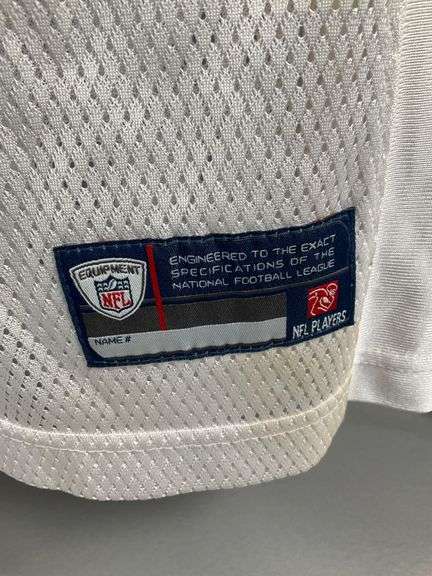 EQUIPMENT
NFL
ENGINEERED TO THE EXACT
SPECIFICATIONS OF THE
NATIONAL FOOTBALL LEAGUE
NAME #
NFL PLAYERS